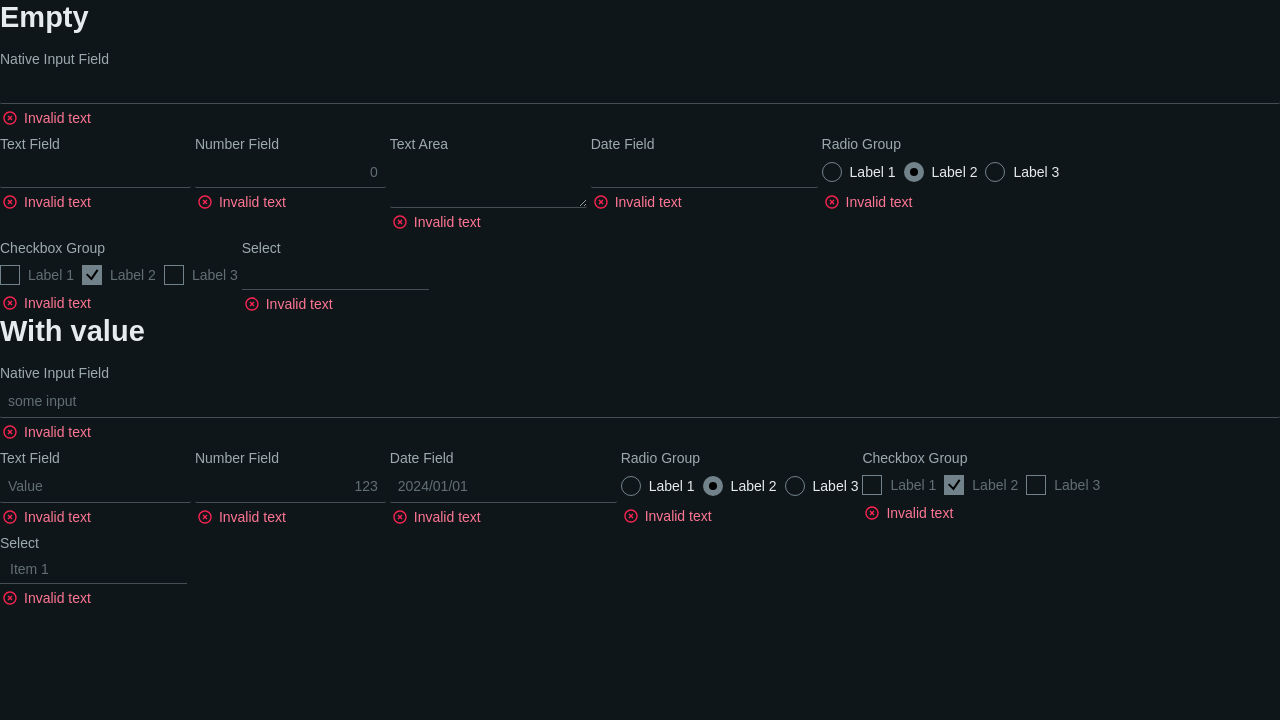 Empty
Native Input Field
Invalid text
Text Field Number Field Text Area Date Field Radio Group
0 Label 1 Label 2 Label 3
Invalid text Invalid text Invalid text Invalid text Invalid text
Checkbox Group Select
Label 1 Label 2 Label 3
Invalid text Invalid text
With value
Native Input Field
some input
Invalid text
Text Field Number Field Date Field Radio Group Checkbox Group
Value 123 2024/01/01 Label 1 Label 2 Label 3 Label 1 Label 2 Label 3
Invalid text Invalid text Invalid text Invalid text Invalid text
Select
Item 1
Invalid text